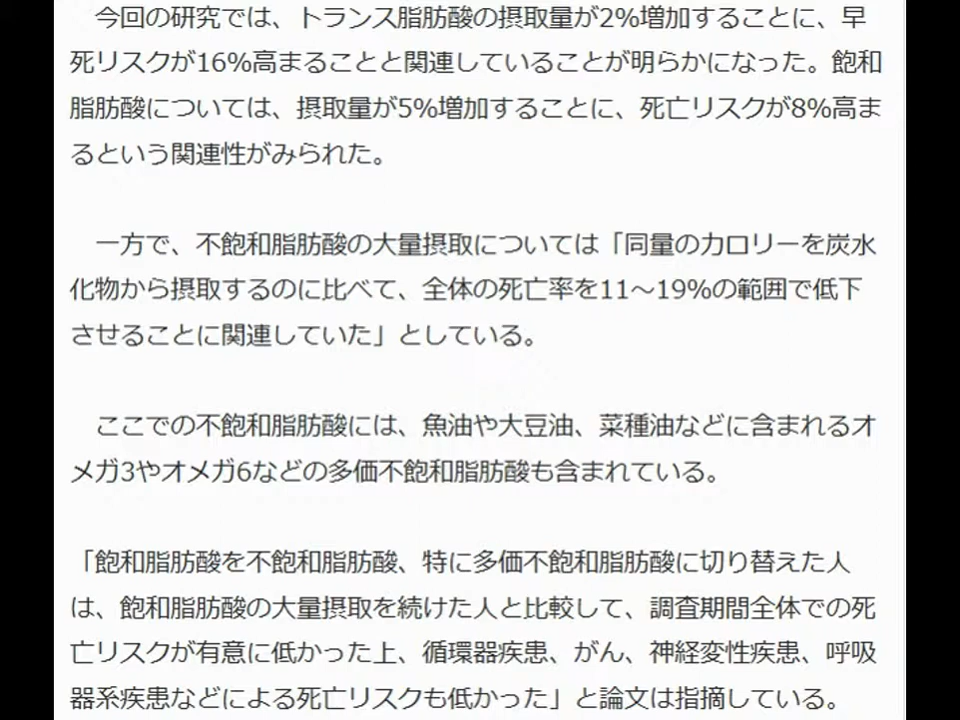 今回の研究では、トランス脂肪酸の摂取量が2%増加することに、早
死リスクが16%高まることと関連していることが明らかになった。飽和
脂肪酸については、摂取量が5%増加することに、死亡リスクが8%高ま
るという関連性がみられた。
一方で、不飽和脂肪酸の大量摂取については「同量のカロリーを炭水
化物から摂取するのに比べて、全体の死亡率を11～19%の範囲で低下
させることに関連していた」としている。
ここでの不飽和脂肪酸には、魚油や大豆油、菜種油などに含まれるオ
メガ3やオメガ6などの多価不飽和脂肪酸も含まれている。
「飽和脂肪酸を不飽和脂肪酸、特に多価不飽和脂肪酸に切り替えた人
は、飽和脂肪酸の大量摂取を続けた人と比較して、調査期間全体での死
亡リスクが有意に低かった上、循環器疾患、がん、神経変性疾患、呼吸
器系疾患などによる死亡リスクも低かった」と論文は指摘している。